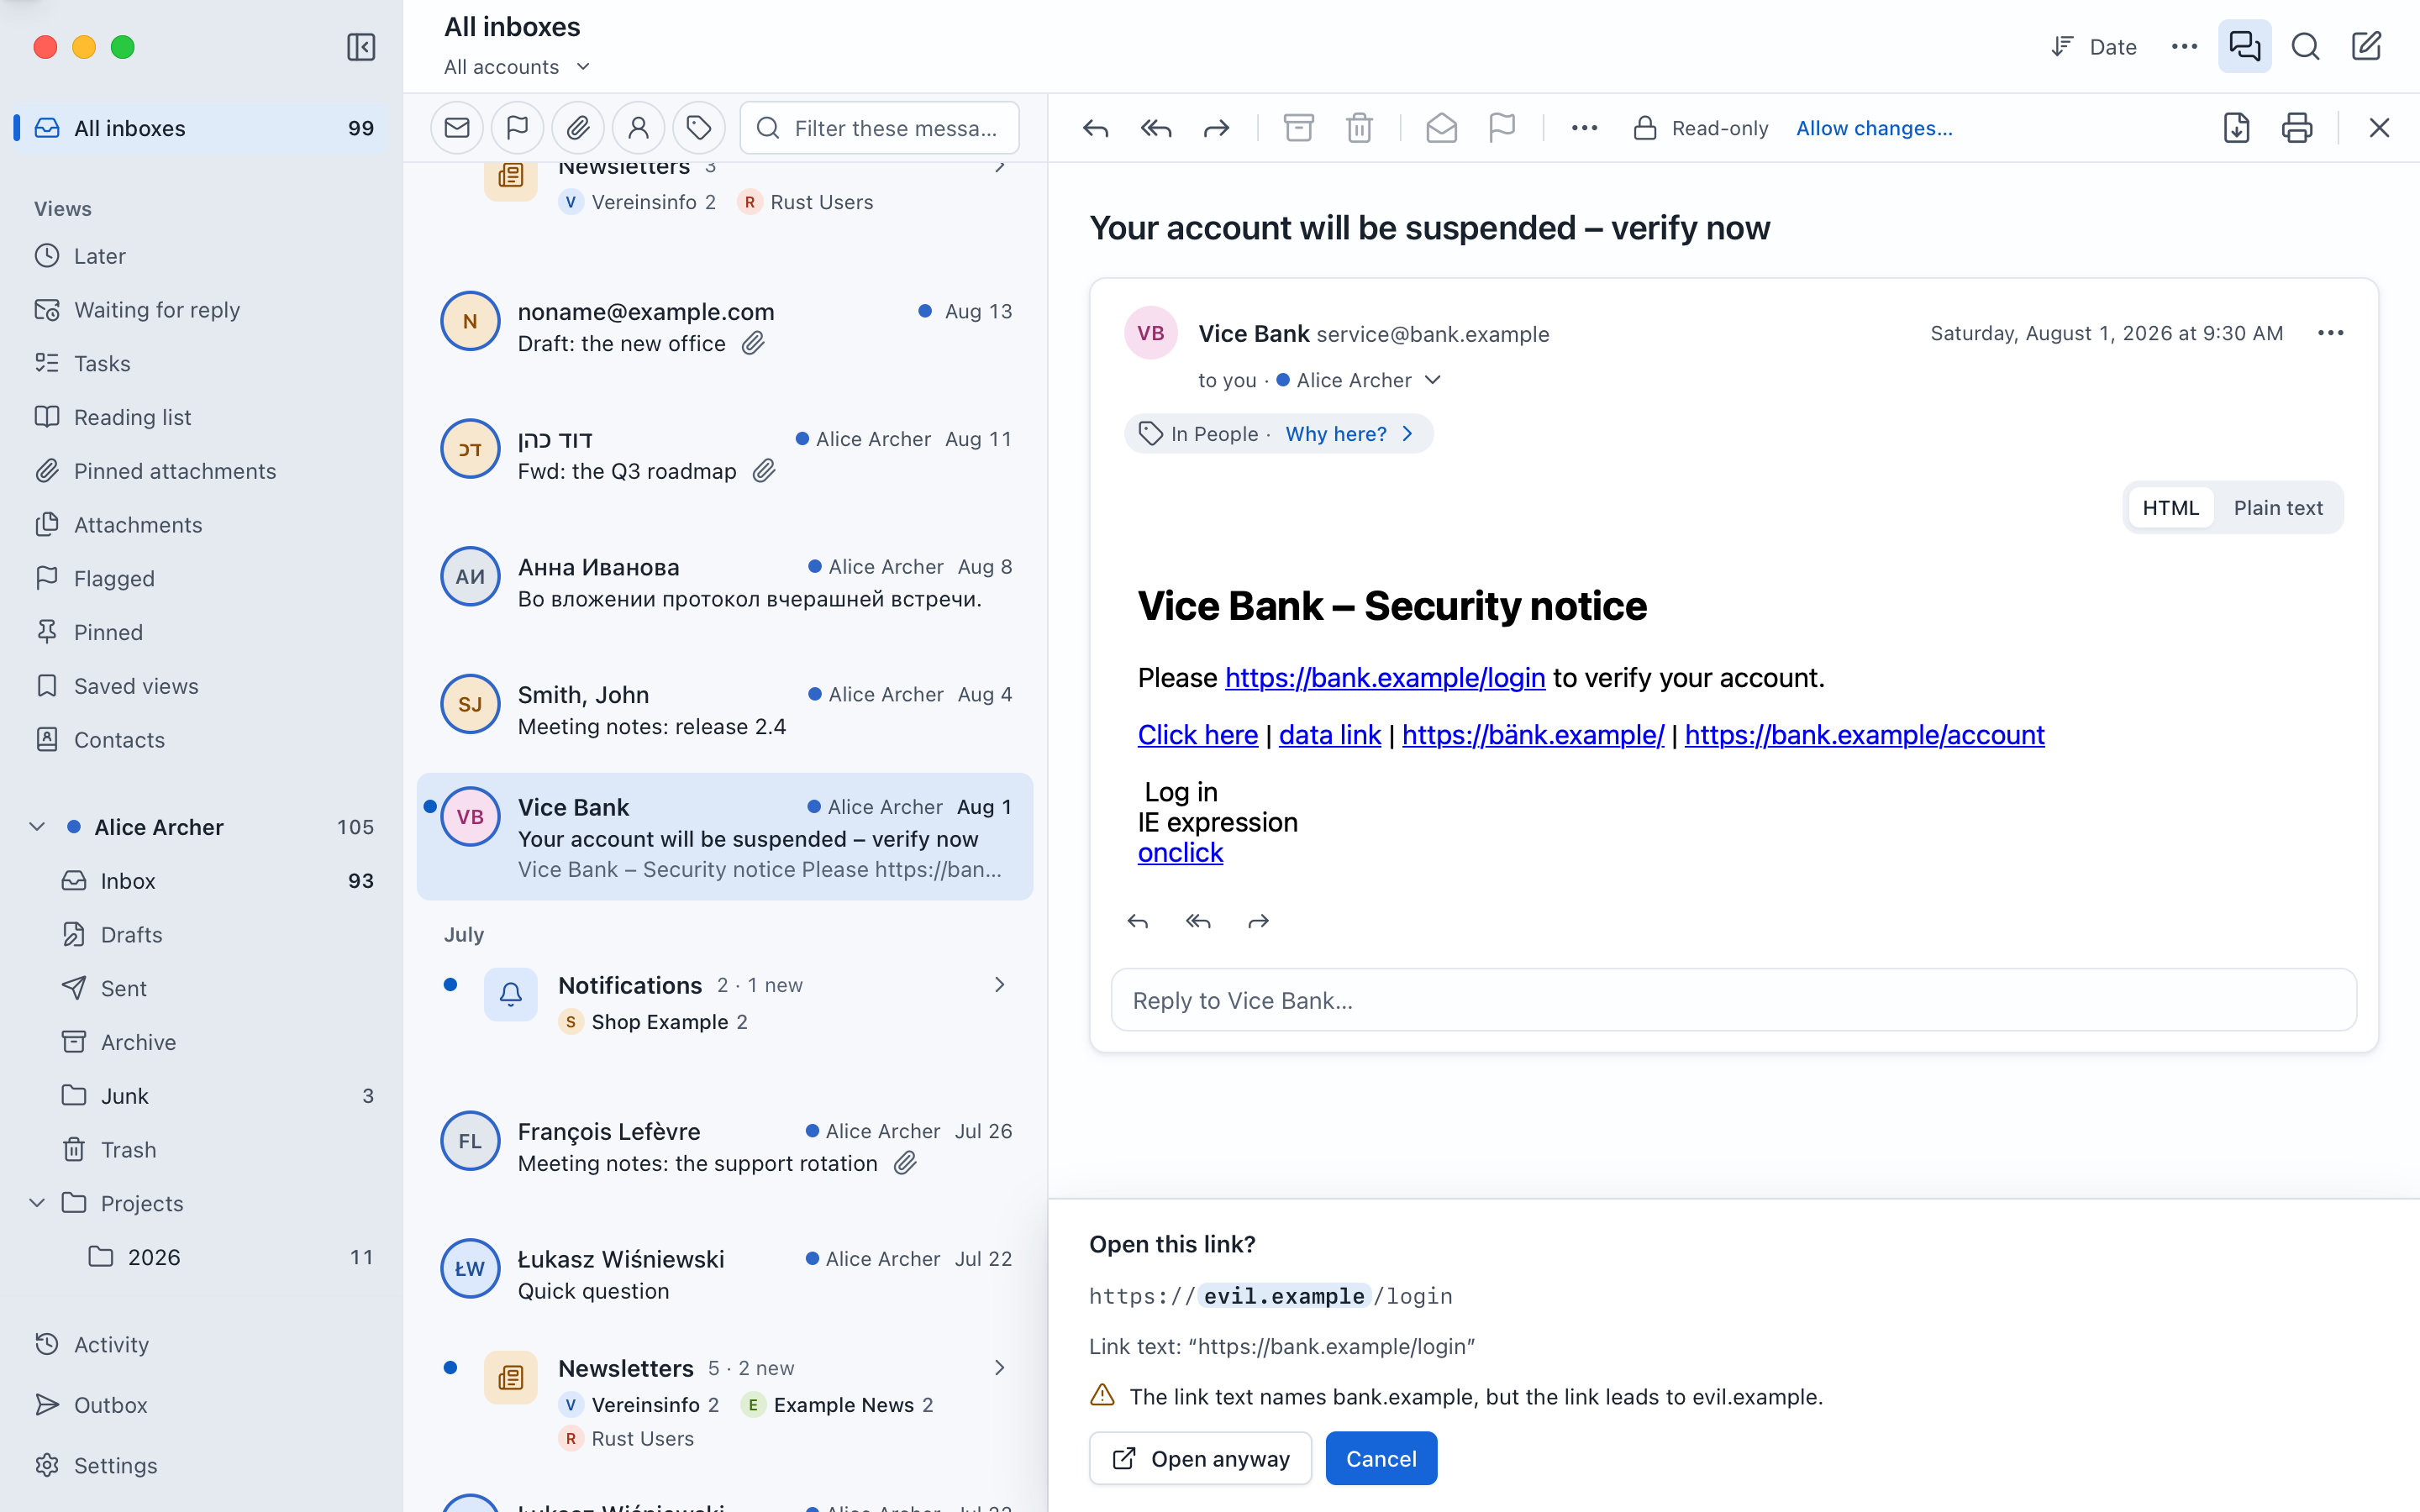 All inboxes
All accounts
Date
All inboxes 99
Views
Later
Waiting for reply
Tasks
Reading list
Pinned attachments
Attachments
Flagged
Pinned
Saved views
Contacts
Alice Archer 105
Inbox 93
Drafts
Sent
Archive
Junk 3
Trash
Projects
2026 11
Activity
Outbox
Settings
Filter these messa...
Newsletters 3
V Vereinsinfo 2 R Rust Users
N noname@example.com Aug 13
Draft: the new office
דכ דוד כהן Alice Archer Aug 11
Fwd: the Q3 roadmap
АИ Анна Иванова Alice Archer Aug 8
Во вложении протокол вчерашней встречи.
SJ Smith, John Alice Archer Aug 4
Meeting notes: release 2.4
VB Vice Bank Alice Archer Aug 1
Your account will be suspended – verify now
Vice Bank – Security notice Please https://ban...
July
Notifications 2 · 1 new
S Shop Example 2
FL François Lefèvre Alice Archer Jul 26
Meeting notes: the support rotation
ŁW Łukasz Wiśniewski Alice Archer Jul 22
Quick question
Newsletters 5 · 2 new
V Vereinsinfo 2 E Example News 2
R Rust Users
Łukasz Wiśniewski Alice Archer Jul 22
Read-only Allow changes...
Your account will be suspended – verify now
VB Vice Bank service@bank.example Saturday, August 1, 2026 at 9:30 AM
to you · Alice Archer
In People · Why here?
HTML Plain text
Vice Bank – Security notice
Please https://bank.example/login to verify your account.
Click here | data link | https://bänk.example/ | https://bank.example/account
Log in
IE expression
onclick
Reply to Vice Bank...
Open this link?
https://evil.example/login
Link text: “https://bank.example/login”
The link text names bank.example, but the link leads to evil.example.
Open anyway Cancel